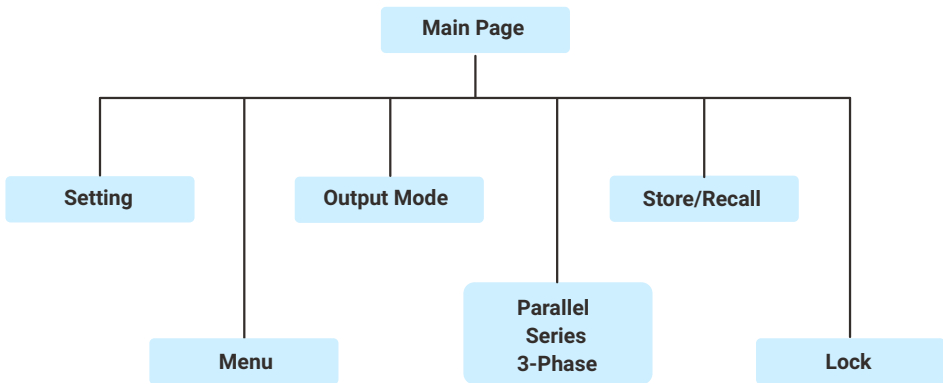 Main Page
Setting
Output Mode
Store/Recall
Parallel
Series
3-Phase
Menu
Lock